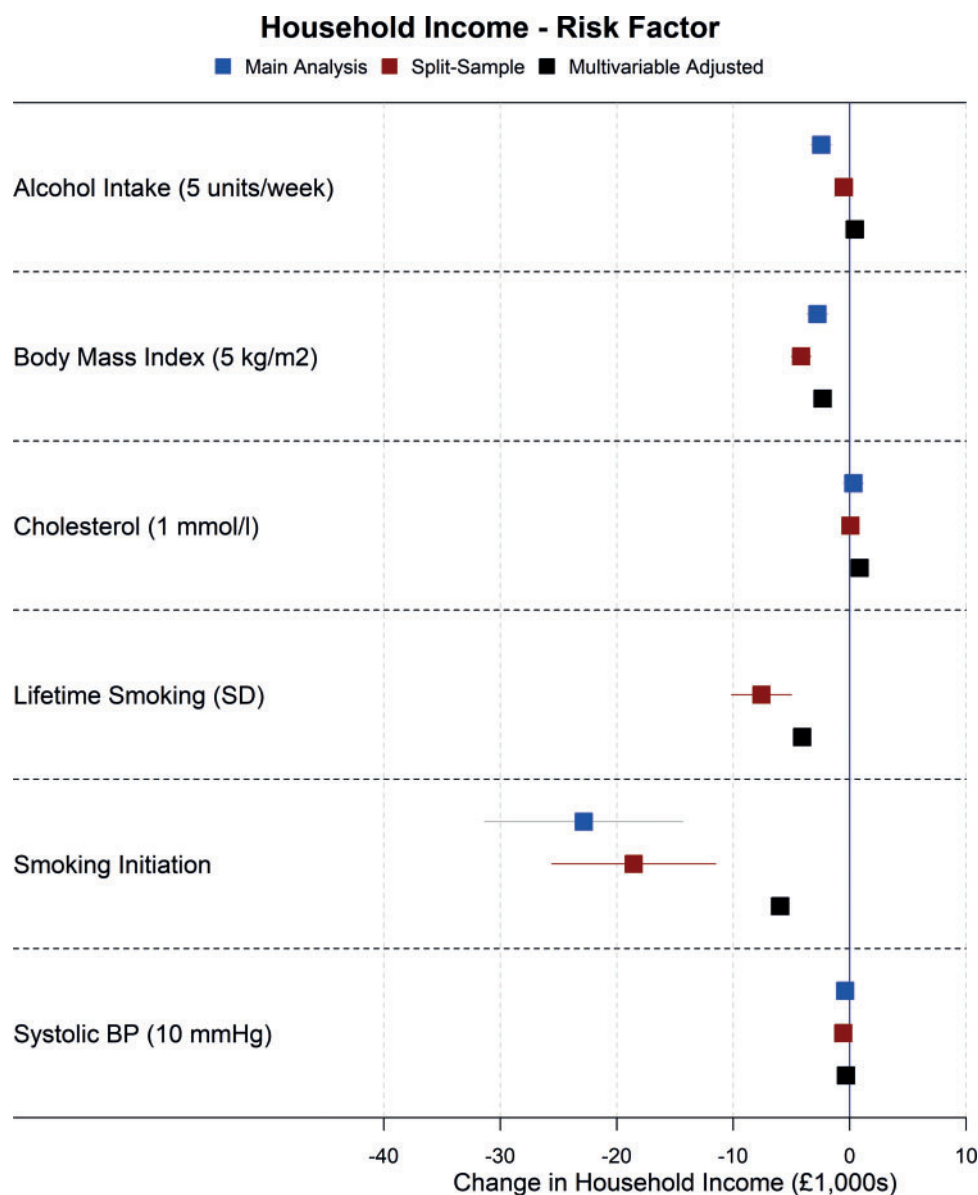 Household Income - Risk Factor
Main Analysis Split-Sample Multivariable Adjusted
Alcohol Intake (5 units/week)
Body Mass Index (5 kg/m2)
Cholesterol (1 mmol/l)
Lifetime Smoking (SD)
Smoking Initiation
Systolic BP (10 mmHg)
-40 -30 -20 -10 0 10
Change in Household Income (£1,000s)